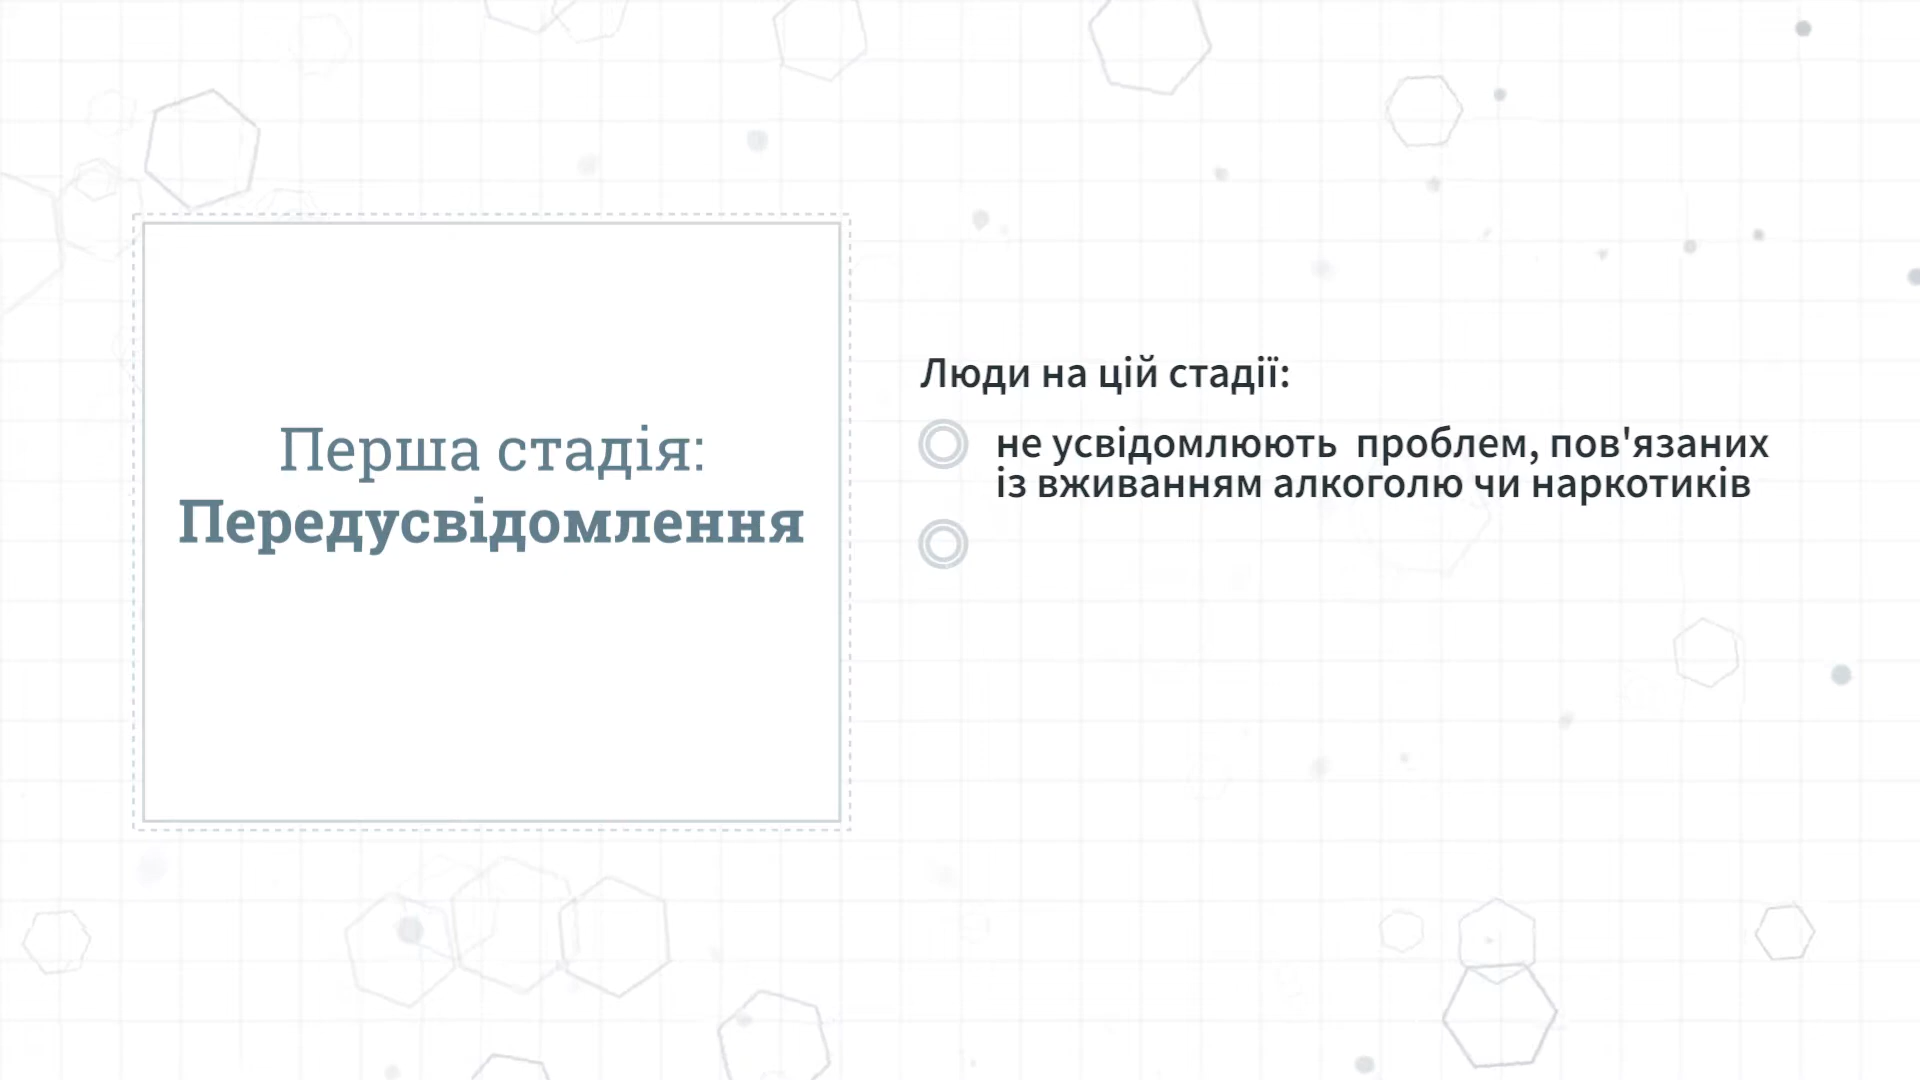 Перша стадія:
Передусвідомлення
Люди на цій стадії:
не усвідомлюють  проблем, пов'язаних
із вживанням алкоголю чи наркотиків